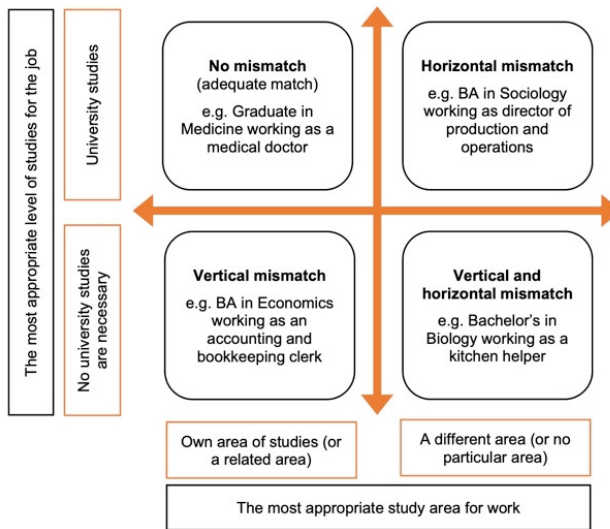 The most appropriate level of studies for the job
University studies
No mismatch
(adequate match)
e.g. Graduate in
Medicine working as a
medical doctor
Horizontal mismatch
e.g. BA in Sociology
working as director of
production and
operations
No university studies
are necessary
Vertical mismatch
e.g. BA in Economics
working as an
accounting and
bookkeeping clerk
Vertical and
horizontal mismatch
e.g. Bachelor's in
Biology working as a
kitchen helper
Own area of studies (or
a related area)
A different area (or no
particular area)
The most appropriate study area for work